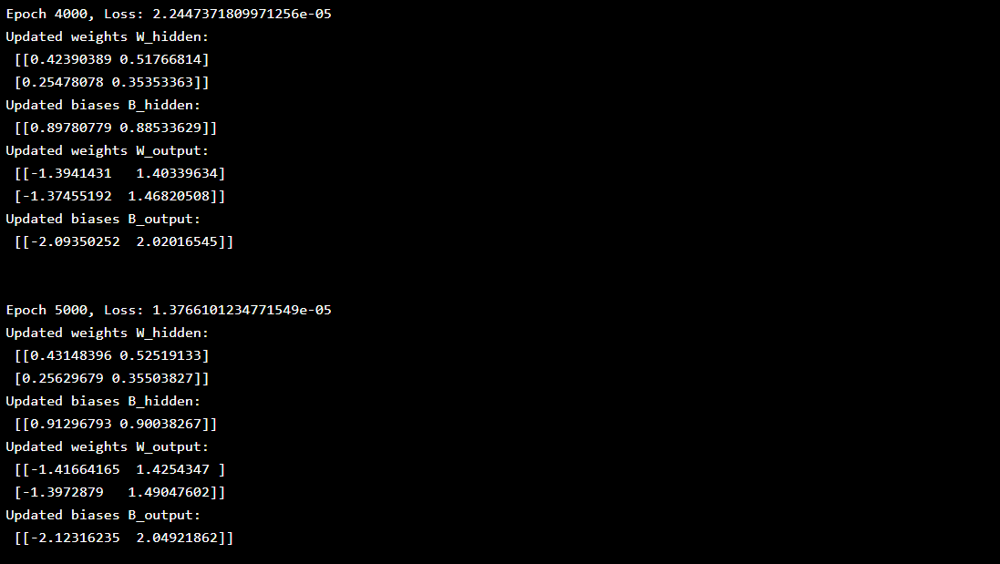 Epoch 4000, Loss: 2.2447371809971256e-05
Updated weights W_hidden:
 [[0.42390389 0.51766814]
 [0.25478078 0.35353363]]
Updated biases B_hidden:
 [[0.89780779 0.88533629]]
Updated weights W_output:
 [[-1.3941431   1.40339634]
 [-1.37455192  1.46820508]]
Updated biases B_output:
 [[-2.09350252  2.02016545]]
Epoch 5000, Loss: 1.3766101234771549e-05
Updated weights W_hidden:
 [[0.43148396 0.52519133]
 [0.25629679 0.35503827]]
Updated biases B_hidden:
 [[0.91296793 0.90038267]]
Updated weights W_output:
 [[-1.41664165  1.4254347 ]
 [-1.3972879   1.49047602]]
Updated biases B_output:
 [[-2.12316235  2.04921862]]